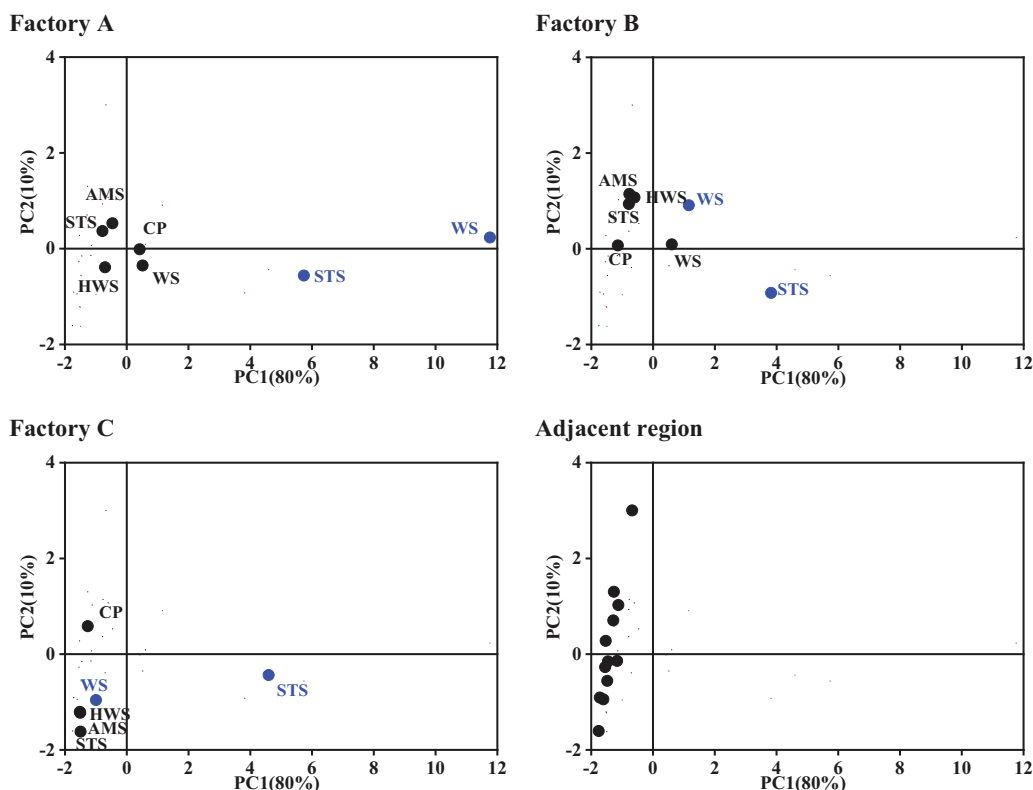 Factory A
4
2
0
-2
PC2(10%)
AMS
STS
HWS
CP
WS
STS
WS
-2 0 2 4 6 8 10 12
PC1(80%)
Factory B
4
2
0
-2
PC2(10%)
AMS
HWS
STS
CP
WS
WS
STS
-2 0 2 4 6 8 10 12
PC1(80%)
Factory C
4
2
0
-2
PC2(10%)
CP
WS
HWS
AMS
STS
STS
-2 0 2 4 6 8 10 12
PC1(80%)
Adjacent region
4
2
0
-2
PC2(10%)
-2 0 2 4 6 8 10 12
PC1(80%)